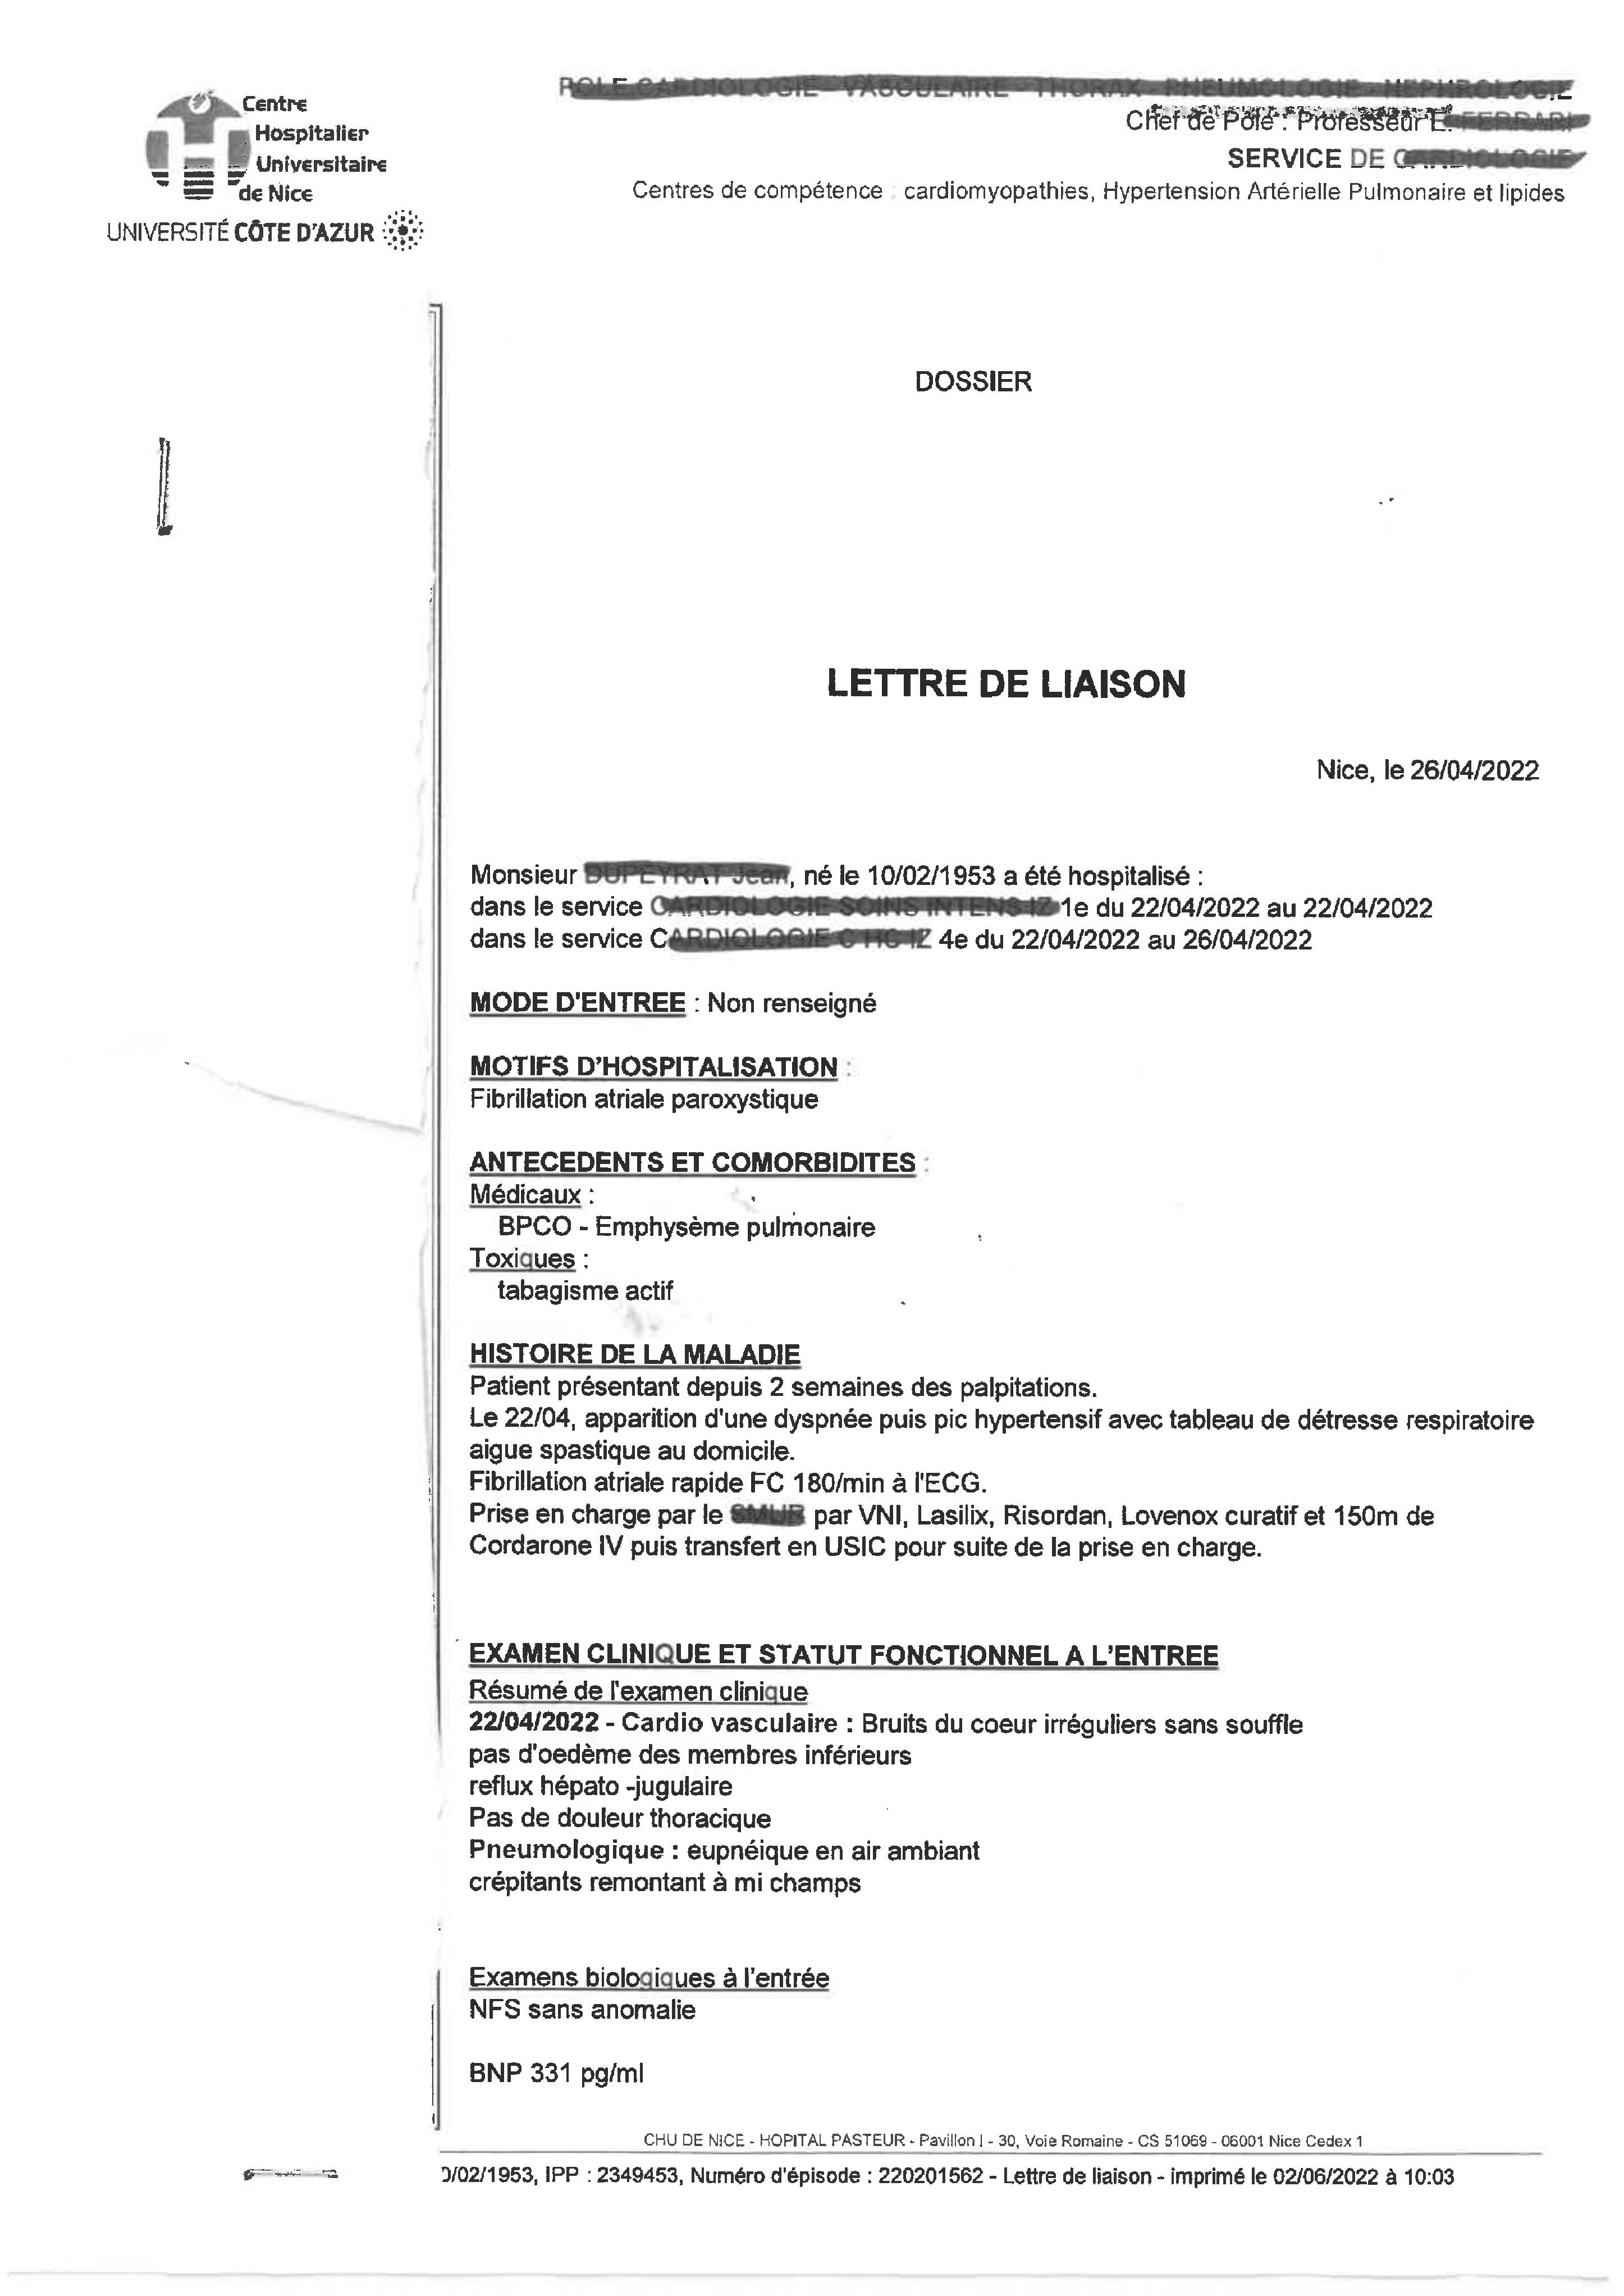 Centre
Hospitalier
Universitaire
de Nice
UNIVERSITÉ CÔTE D'AZUR
Chef de Pôle : Professeur E.
SERVICE DE
Centres de compétence : cardiomyopathies, Hypertension Artérielle Pulmonaire et lipides
DOSSIER
LETTRE DE LIAISON
Nice, le 26/04/2022
Monsieur , né le 10/02/1953 a été hospitalisé :
dans le service 1e du 22/04/2022 au 22/04/2022
dans le service 4e du 22/04/2022 au 26/04/2022
MODE D'ENTREE : Non renseigné
MOTIFS D'HOSPITALISATION :
Fibrillation atriale paroxystique
ANTECEDENTS ET COMORBIDITES :
Médicaux :
BPCO - Emphysème pulmonaire
Toxiques :
tabagisme actif
HISTOIRE DE LA MALADIE
Patient présentant depuis 2 semaines des palpitations.
Le 22/04, apparition d'une dyspnée puis pic hypertensif avec tableau de détresse respiratoire
aigue spastique au domicile.
Fibrillation atriale rapide FC 180/min à l'ECG.
Prise en charge par le par VNI, Lasilix, Risordan, Lovenox curatif et 150m de
Cordarone IV puis transfert en USIC pour suite de la prise en charge.
EXAMEN CLINIQUE ET STATUT FONCTIONNEL A L'ENTREE
Résumé de l'examen clinique
22/04/2022 - Cardio vasculaire : Bruits du coeur irréguliers sans souffle
pas d'oedème des membres inférieurs
reflux hépato -jugulaire
Pas de douleur thoracique
Pneumologique : eupnéique en air ambiant
crépitants remontant à mi champs
Examens biologiques à l'entrée
NFS sans anomalie
BNP 331 pg/ml
CHU DE NICE - HOPITAL PASTEUR - Pavillon I - 30, Voie Romaine - CS 51069 - 06001 Nice Cedex 1
0/02/1953, IPP : 2349453, Numéro d'épisode : 220201562 - Lettre de liaison - imprimé le 02/06/2022 à 10:03